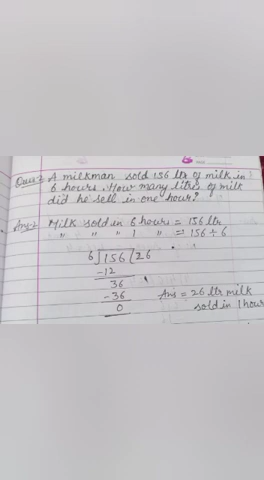 Ques:2 A milkman sold 156 ltr of milk in
6 hours. How many litres of milk
did he sell in one hour?
Ans:- Milk sold in 6 hours = 156 ltr
" " " 1 " = 156 ÷ 6
6)156(26
-12
36
-36
0
Ans = 26 ltr milk
sold in 1 hour